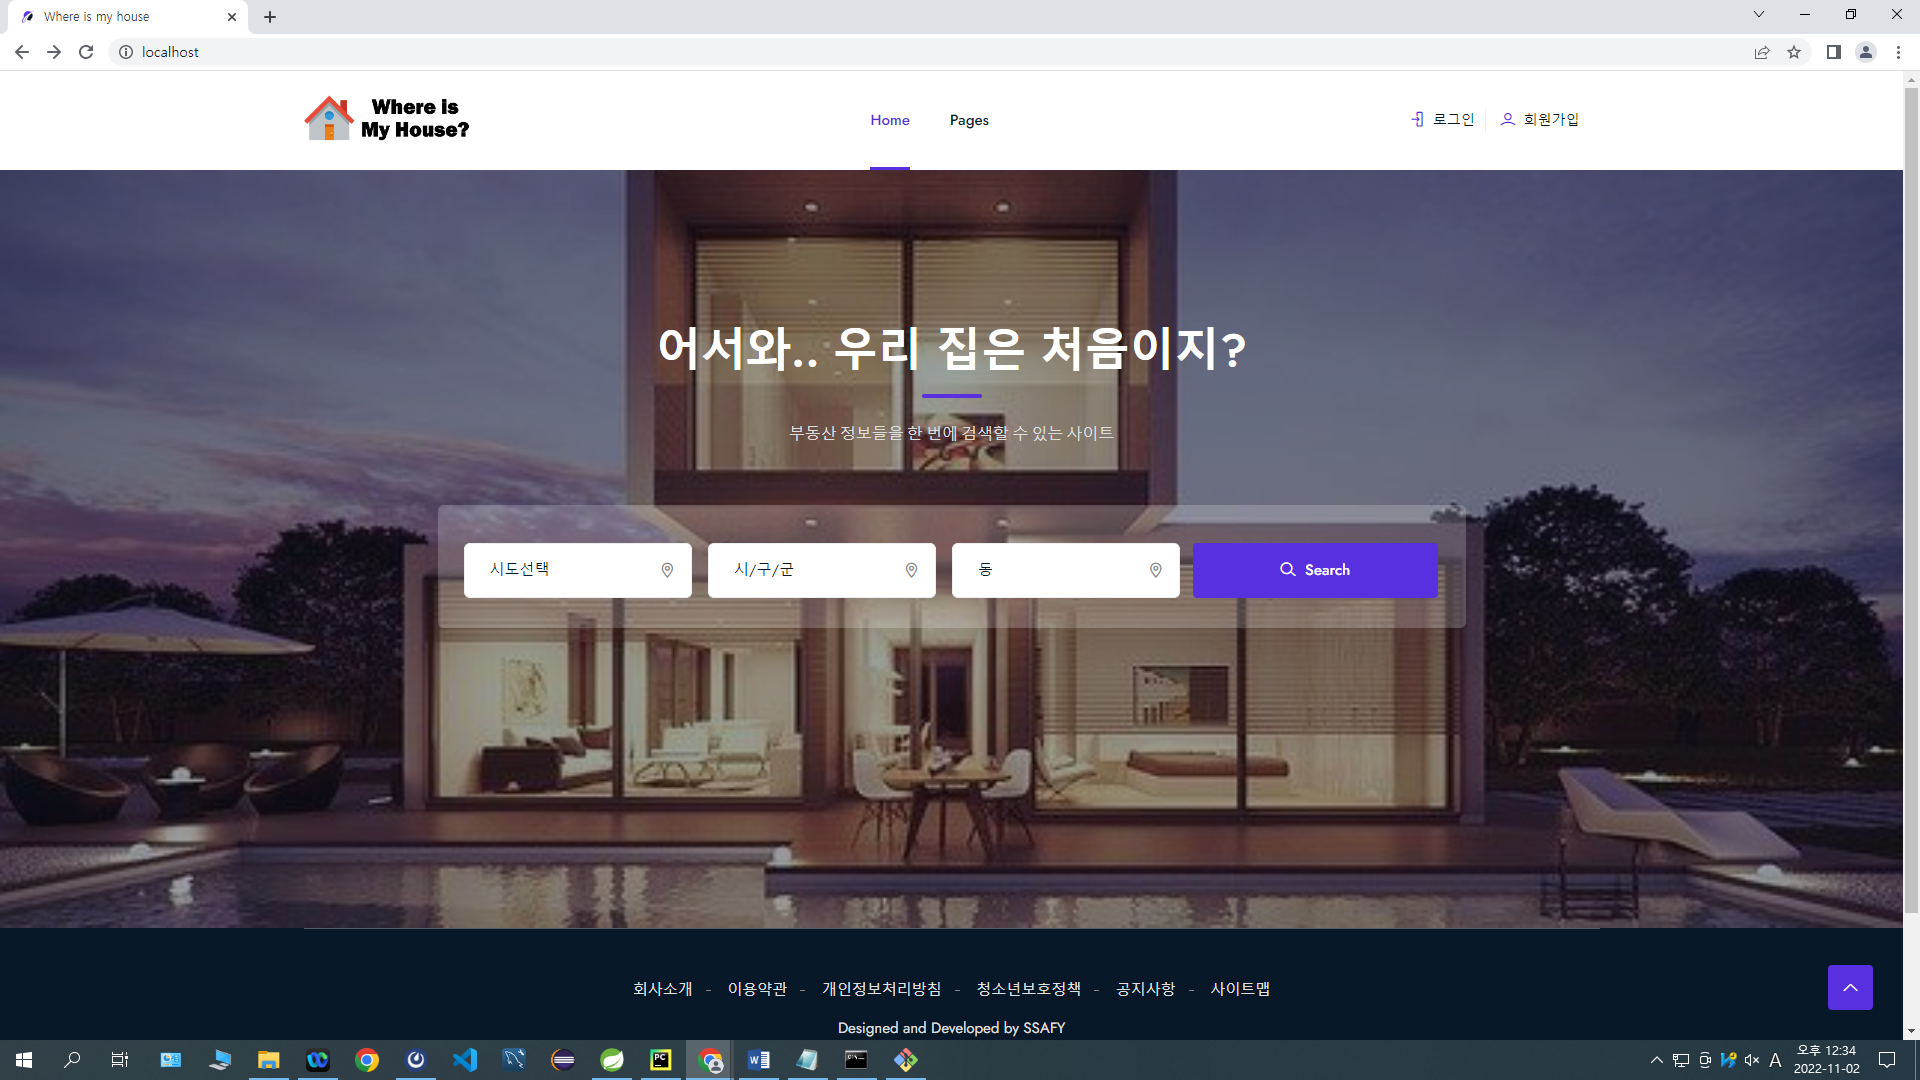 Where is my house
localhost
Where is
My House?
Home
Pages
로그인
회원가입
어서와.. 우리 집은 처음이지?
부동산 정보들을 한 번에 검색할 수 있는 사이트
시도선택
시/구/군
동
Search
회사소개 - 이용약관 - 개인정보처리방침 - 청소년보호정책 - 공지사항 - 사이트맵
Designed and Developed by SSAFY
PC
W
A
오후 12:34
2022-11-02